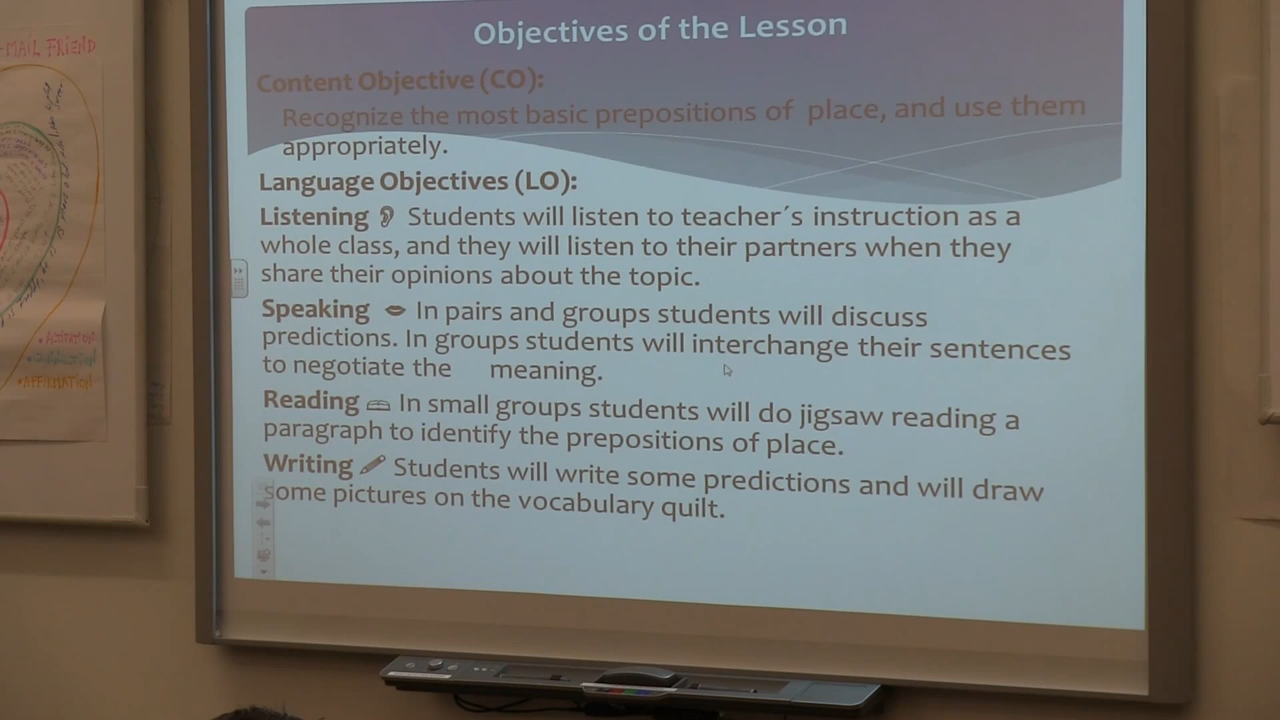 -MAIL FRIEND
Objectives of the Lesson
Content Objective (CO):
Recognize the most basic prepositions of place, and use them
appropriately.
Language Objectives (LO):
Listening Students will listen to teacher´s instruction as a
whole class, and they will listen to their partners when they
share their opinions about the topic.
Speaking In pairs and groups students will discuss
predictions. In groups students will interchange their sentences
to negotiate the meaning.
Reading In small groups students will do jigsaw reading a
paragraph to identify the prepositions of place.
Writing Students will write some predictions and will draw
some pictures on the vocabulary quilt.
• AFFIRMATION